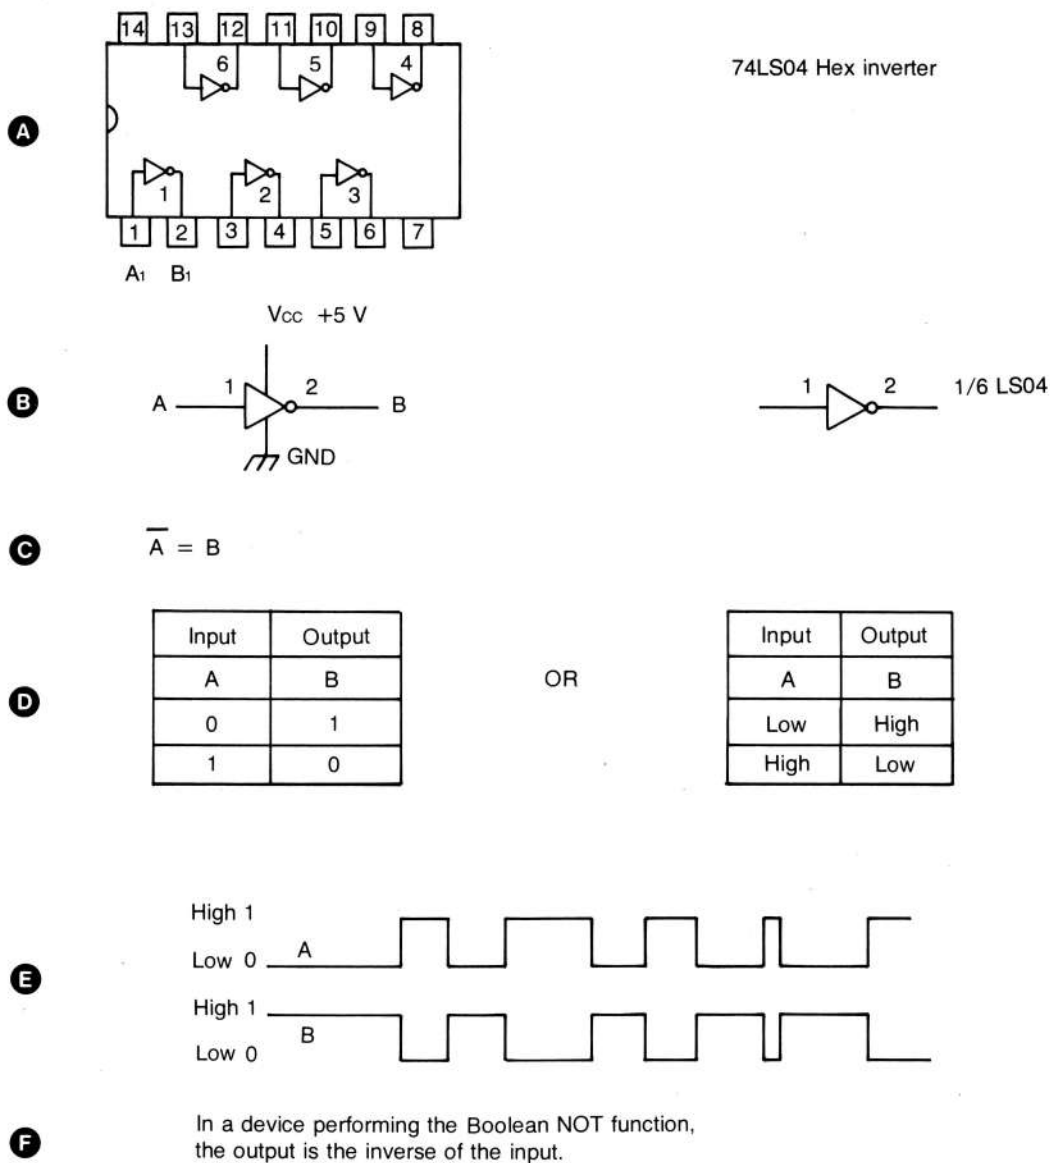 14 13 12 11 10 9 8
6 5 4
74LS04 Hex inverter
A
1 2 3
1 2 3 4 5 6 7
A1 B1
Vcc +5 V
B
A 1 2 B
1 2 1/6 LS04
GND
C
A̅ = B
D
Input Output
A B
0 1
1 0
OR
Input Output
A B
Low High
High Low
E
High 1
A
Low 0
High 1
B
Low 0
F
In a device performing the Boolean NOT function,
the output is the inverse of the input.